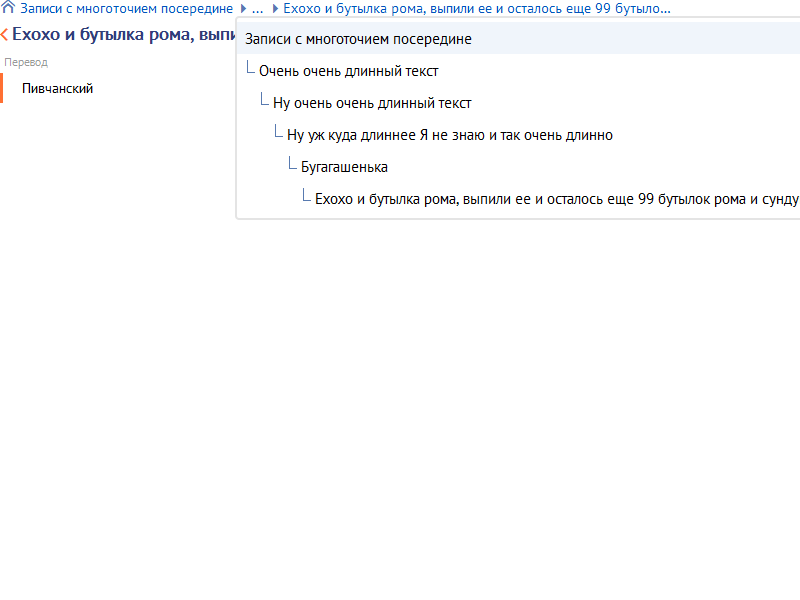 Записи с многоточием посередине ... Ехохо и бутылка рома, выпили ее и осталось еще 99 бутыло...
Ехохо и бутылка рома, выпи
Записи с многоточием посередине
Перевод
Очень очень длинный текст
Пивчанский
Ну очень очень длинный текст
Ну уж куда длиннее Я не знаю и так очень длинно
Бугагашенька
Ехохо и бутылка рома, выпили ее и осталось еще 99 бутылок рома и сунду